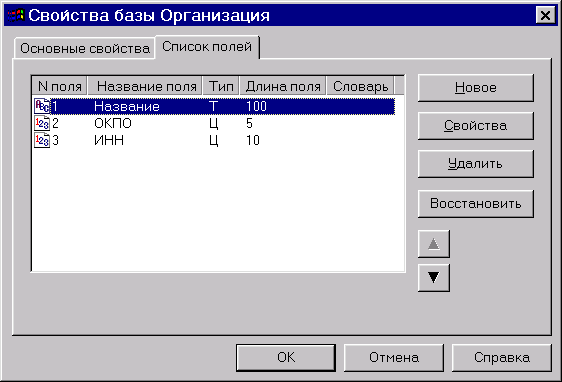 Свойства базы Организация
Основные свойства Список полей
N поля Название поля Тип Длина поля Словарь
1 Название Т 100
2 ОКПО Ц 5
3 ИНН Ц 10
Новое
Свойства
Удалить
Восстановить
OK Отмена Справка